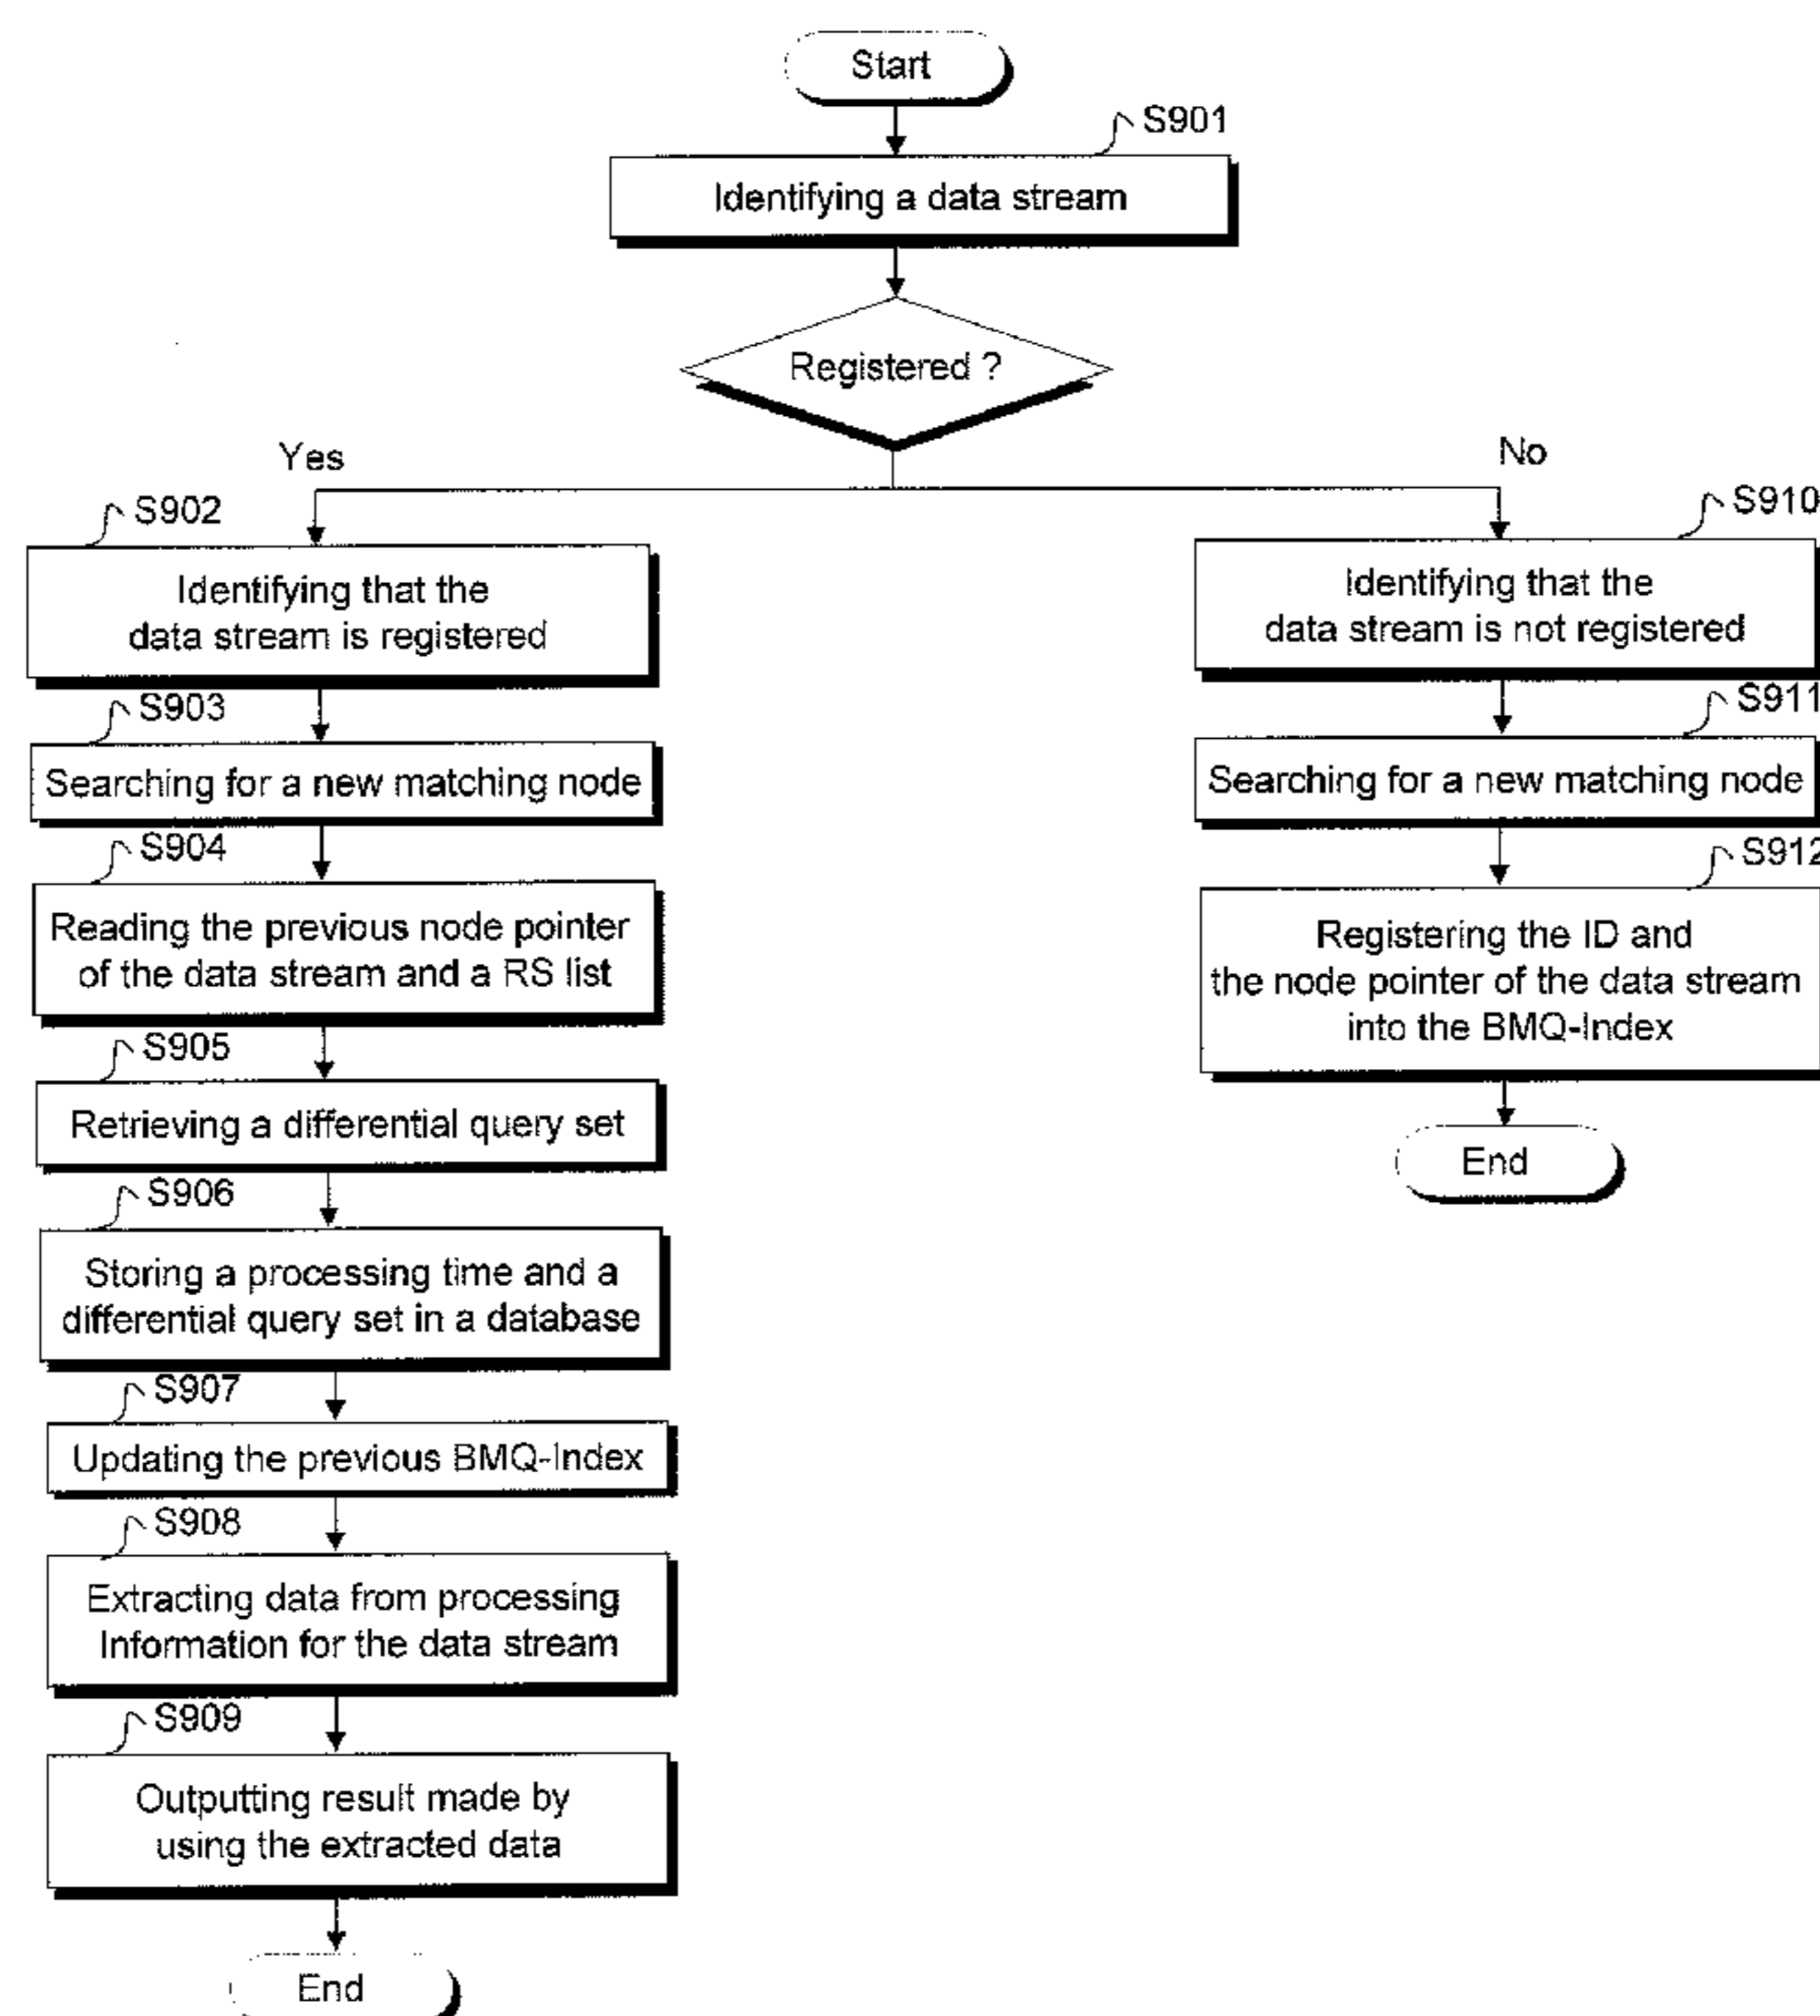 Start
S901
Identifying a data stream
Registered ?
Yes
No
S902
Identifying that the
data stream is registered
S903
Searching for a new matching node
S904
Reading the previous node pointer
of the data stream and a RS list
S905
Retrieving a differential query set
S906
Storing a processing time and a
differential query set in a database
S907
Updating the previous BMQ-Index
S908
Extracting data from processing
Information for the data stream
S909
Outputting result made by
using the extracted data
End
S910
Identifying that the
data stream is not registered
S911
Searching for a new matching node
S912
Registering the ID and
the node pointer of the data stream
into the BMQ-Index
End